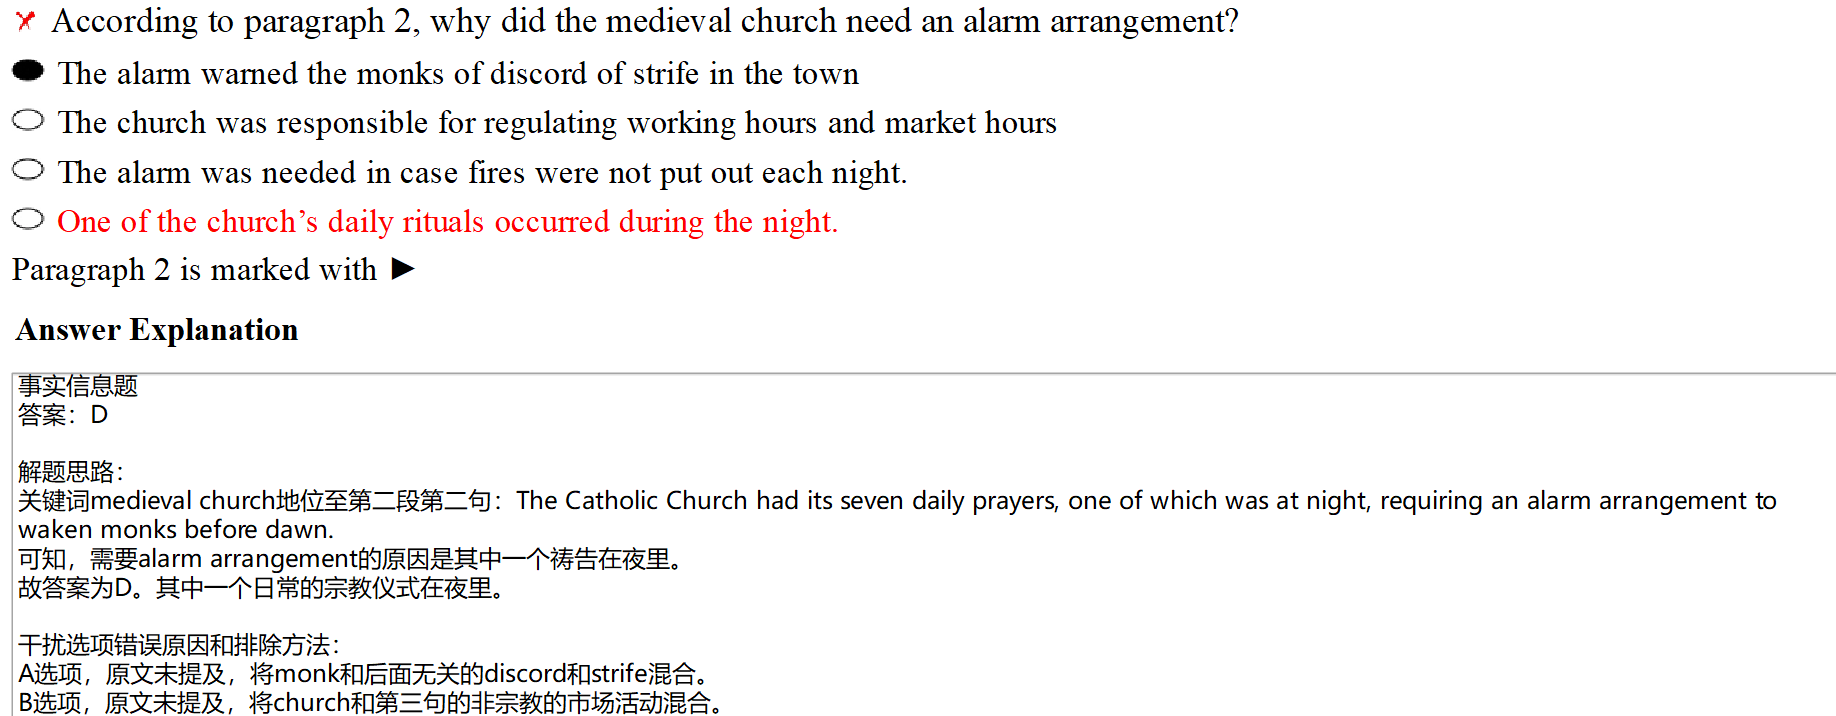 According to paragraph 2, why did the medieval church need an alarm arrangement?
The alarm warned the monks of discord of strife in the town
The church was responsible for regulating working hours and market hours
The alarm was needed in case fires were not put out each night.
One of the church's daily rituals occurred during the night.
Paragraph 2 is marked with ►
Answer Explanation
事实信息题
答案：D
解题思路：
关键词medieval church地位至第二段第二句：The Catholic Church had its seven daily prayers, one of which was at night, requiring an alarm arrangement to
waken monks before dawn.
可知，需要alarm arrangement的原因是其中一个祷告在夜里。
故答案为D。其中一个日常的宗教仪式在夜里。
干扰选项错误原因和排除方法：
A选项，原文未提及，将monk和后面无关的discord和strife混合。
B选项，原文未提及，将church和第三句的非宗教的市场活动混合。